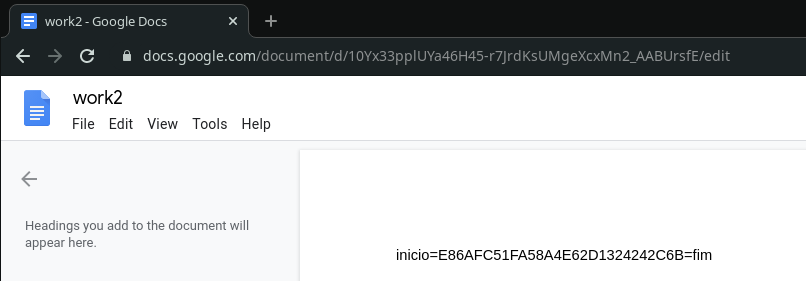 work2 - Google Docs
docs.google.com/document/d/10Yx33pplUYa46H45-r7JrdKsUMgeXcxMn2_AABUrsfE/edit
work2
File Edit View Tools Help
Headings you add to the document will
appear here.
inicio=E86AFC51FA58A4E62D1324242C6B=fim